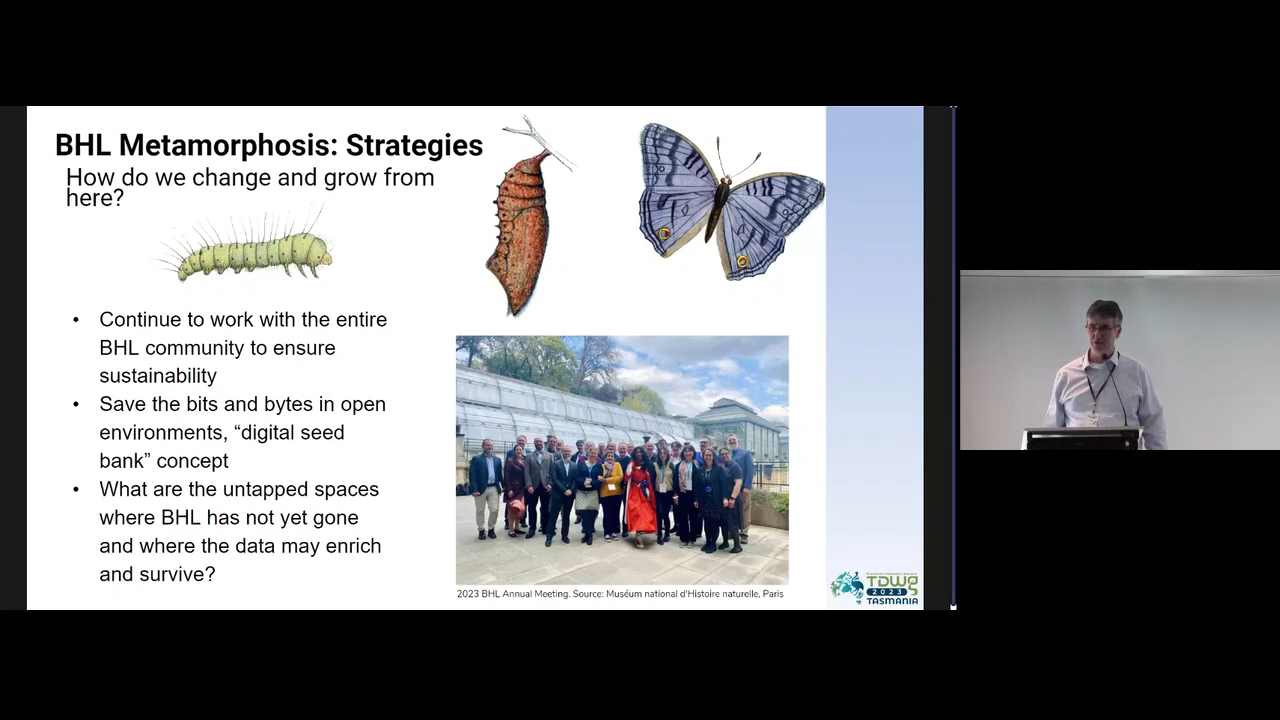 BHL Metamorphosis: Strategies
How do we change and grow from
here?
• Continue to work with the entire
BHL community to ensure
sustainability
• Save the bits and bytes in open
environments, “digital seed
bank” concept
• What are the untapped spaces
where BHL has not yet gone
and where the data may enrich
and survive?
2023 BHL Annual Meeting. Source: Muséum national d'Histoire naturelle, Paris
TDWG
2023
TASMANIA